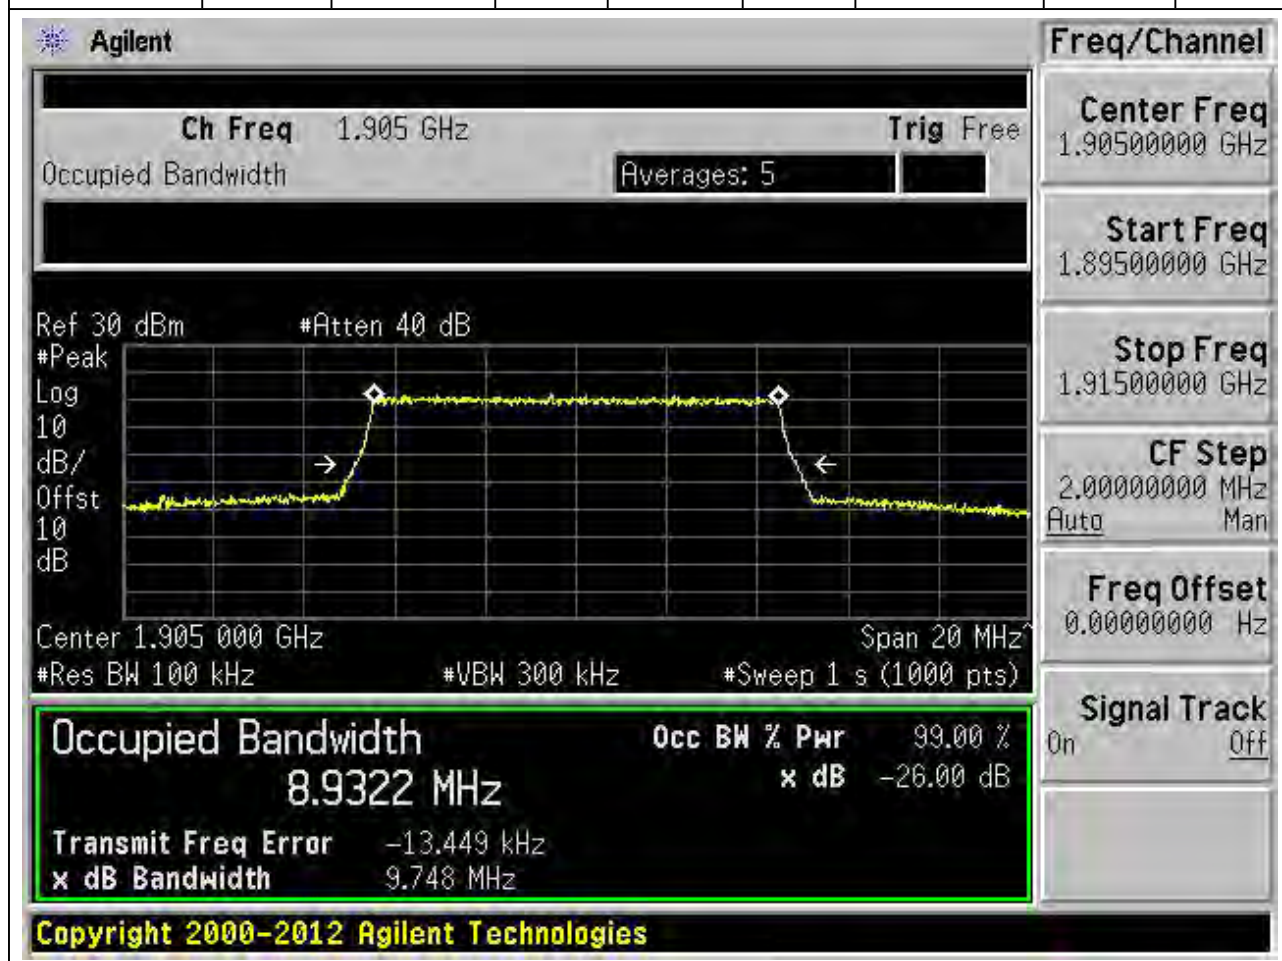 Agilent
Freq/Channel
Ch Freq 1.905 GHz Trig Free
Occupied Bandwidth Averages: 5
Center Freq
1.90500000 GHz
Start Freq
1.89500000 GHz
Stop Freq
1.91500000 GHz
CF Step
2.00000000 MHz
Auto Man
Freq Offset
0.00000000 Hz
Signal Track
On Off
Ref 30 dBm #Atten 40 dB
#Peak
Log
10
dB/
Offst
10
dB
Center 1.905 000 GHz Span 20 MHz^
#Res BW 100 kHz #VBW 300 kHz #Sweep 1 s (1000 pts)
Occupied Bandwidth Occ BW % Pwr 99.00 %
8.9322 MHz x dB -26.00 dB
Transmit Freq Error -13.449 kHz
x dB Bandwidth 9.748 MHz
Copyright 2000-2012 Agilent Technologies